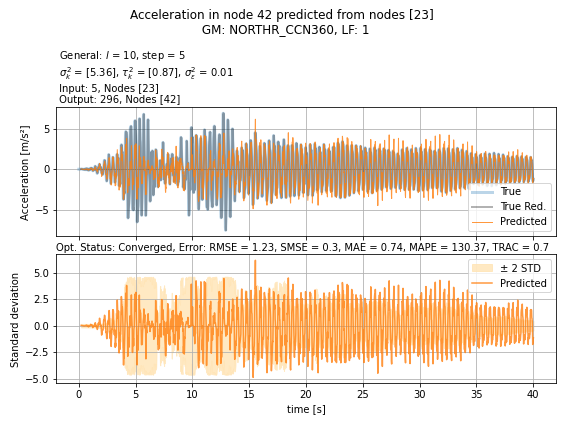 Acceleration in node 42 predicted from nodes [23]
GM: NORTHR_CCN360, LF: 1
General: l = 10, step = 5
σ²ₖ = [5.36], τ²ₖ = [0.87], σ²ₑ = 0.01
Input: 5, Nodes [23]
Output: 296, Nodes [42]
Acceleration [m/s²]
5
0
−5
True
True Red.
Predicted
Opt. Status: Converged, Error: RMSE = 1.23, SMSE = 0.3, MAE = 0.74, MAPE = 130.37, TRAC = 0.7
Standard deviation
5.0
2.5
0.0
−2.5
−5.0
± 2 STD
Predicted
0 5 10 15 20 25 30 35 40
time [s]